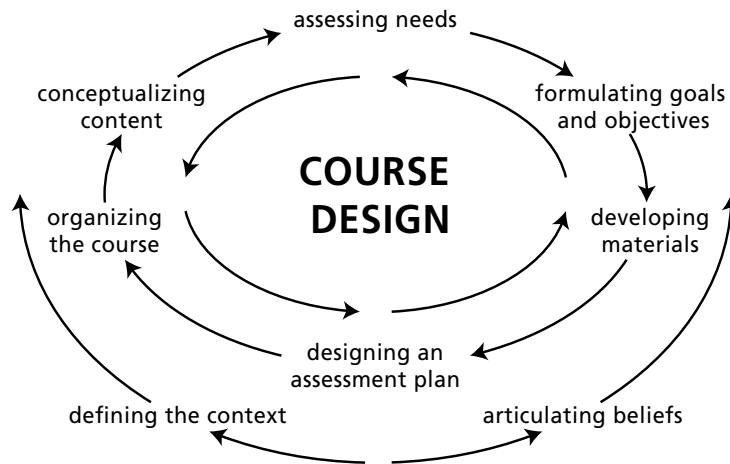 assessing needs
conceptualizing
content
formulating goals
and objectives
COURSE
DESIGN
organizing
the course
developing
materials
designing an
assessment plan
defining the context
articulating beliefs